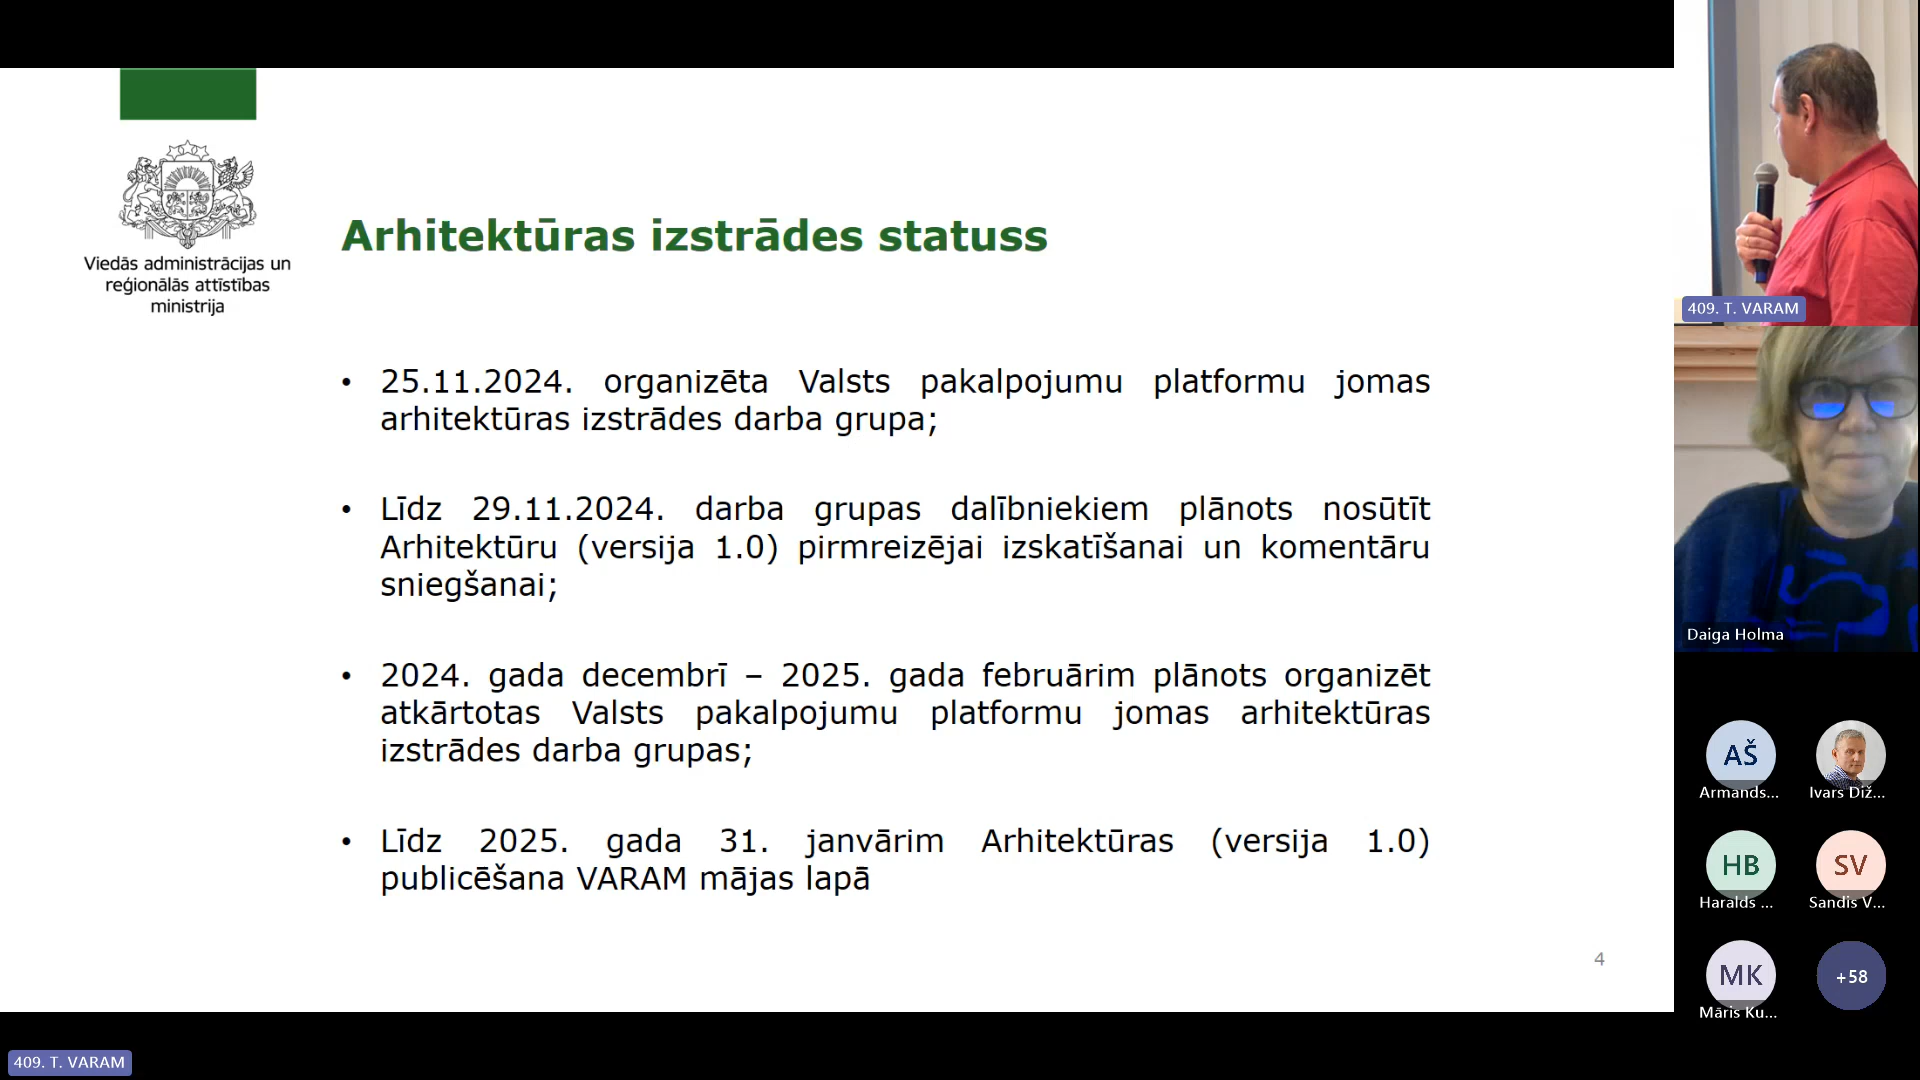 Viedās administrācijas un
reģionālās attīstības
ministrija
Arhitektūras izstrādes statuss
• 25.11.2024. organizēta Valsts pakalpojumu platformu jomas
arhitektūras izstrādes darba grupa;
• Līdz 29.11.2024. darba grupas dalībniekiem plānots nosūtīt
Arhitektūru (versija 1.0) pirmreizējai izskatīšanai un komentāru
sniegšanai;
• 2024. gada decembrī – 2025. gada februārim plānots organizēt
atkārtotas Valsts pakalpojumu platformu jomas arhitektūras
izstrādes darba grupas;
• Līdz 2025. gada 31. janvārim Arhitektūras (versija 1.0)
publicēšana VARAM mājas lapā
4
409. T. VARAM
Daiga Holma
AŠ
Armands...
Ivars Diž...
HB
Haralds ...
SV
Sandis V...
MK
Māris Ku...
+58
409. T. VARAM